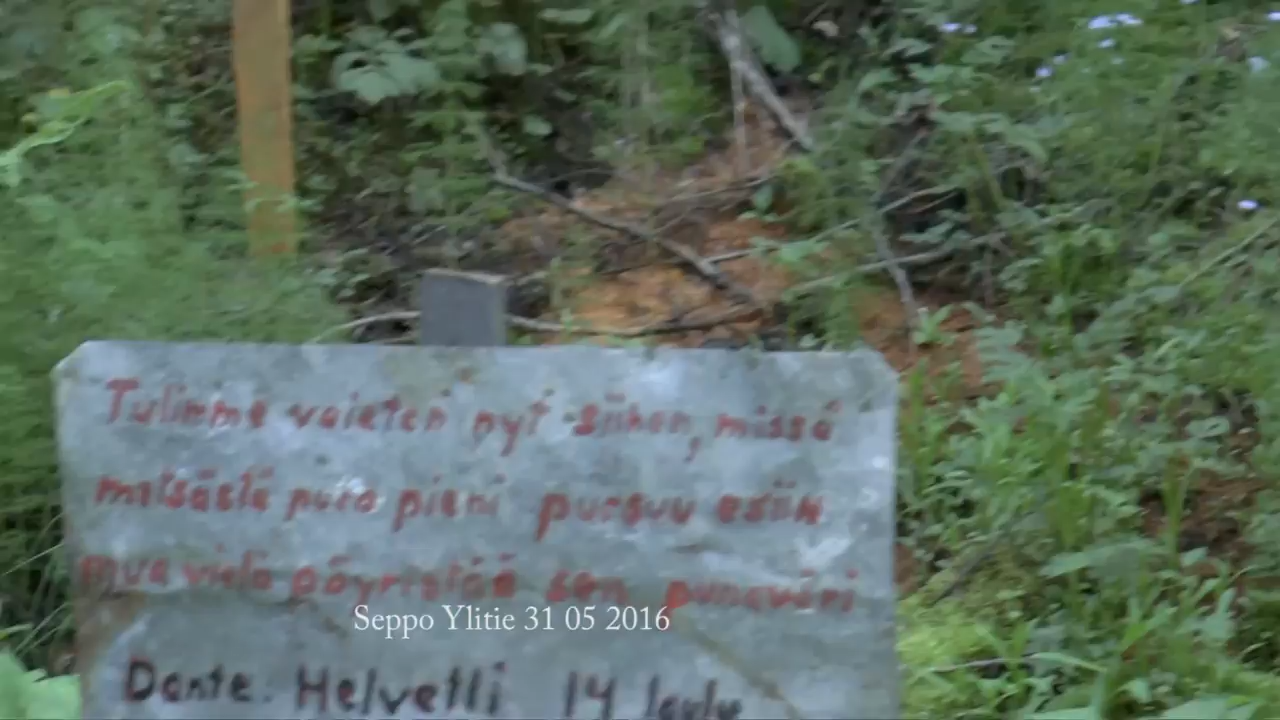 Tulimme vaieten nyt siihen, missä
metsästä puro pieni pursuu esiin
mua vielä pöyristää sen punaväri
Seppo Ylitie 31 05 2016
Dante. Helvetti 14 laulu